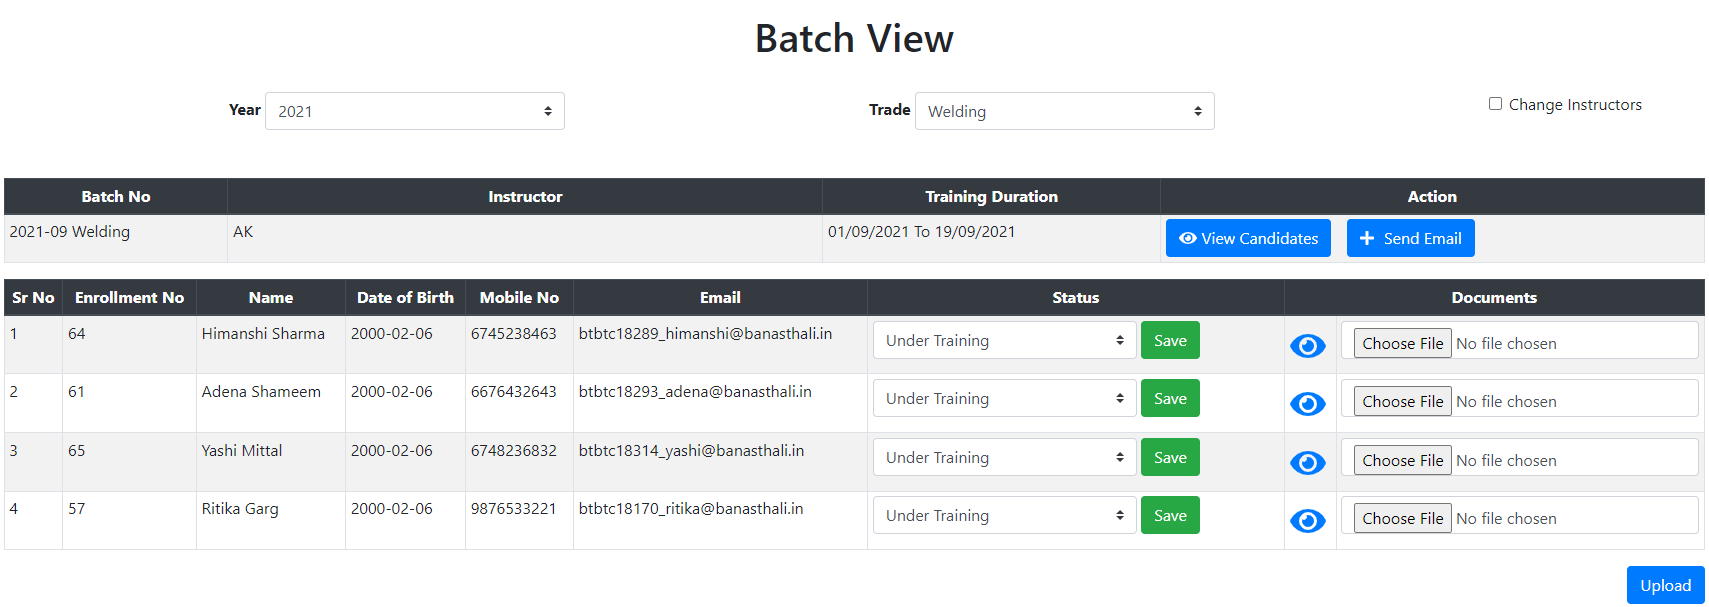 Batch View
Year 2021 Trade Welding Change Instructors
Batch No Instructor Training Duration Action
2021-09 Welding AK 01/09/2021 To 19/09/2021 View Candidates Send Email
Sr No Enrollment No Name Date of Birth Mobile No Email Status Documents
1 64 Himanshi Sharma 2000-02-06 6745238463 btbtc18289_himanshi@banasthali.in Under Training Save Choose File No file chosen
2 61 Adena Shameem 2000-02-06 6676432643 btbtc18293_adena@banasthali.in Under Training Save Choose File No file chosen
3 65 Yashi Mittal 2000-02-06 6748236832 btbtc18314_yashi@banasthali.in Under Training Save Choose File No file chosen
4 57 Ritika Garg 2000-02-06 9876533221 btbtc18170_ritika@banasthali.in Under Training Save Choose File No file chosen
Upload